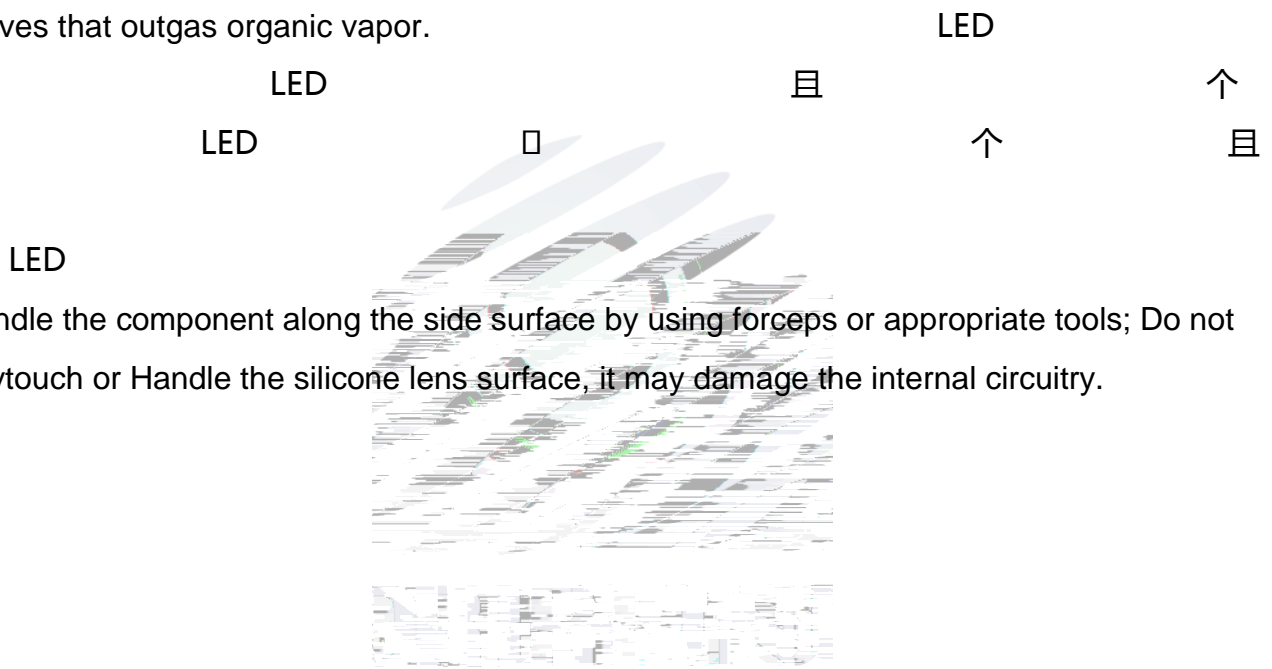 ves that outgas organic vapor. LED
LED 且 个
LED 个 且
LED
ndle the component along the side surface by using forceps or appropriate tools; Do not
ytouch or Handle the silicone lens surface, it may damage the internal circuitry.